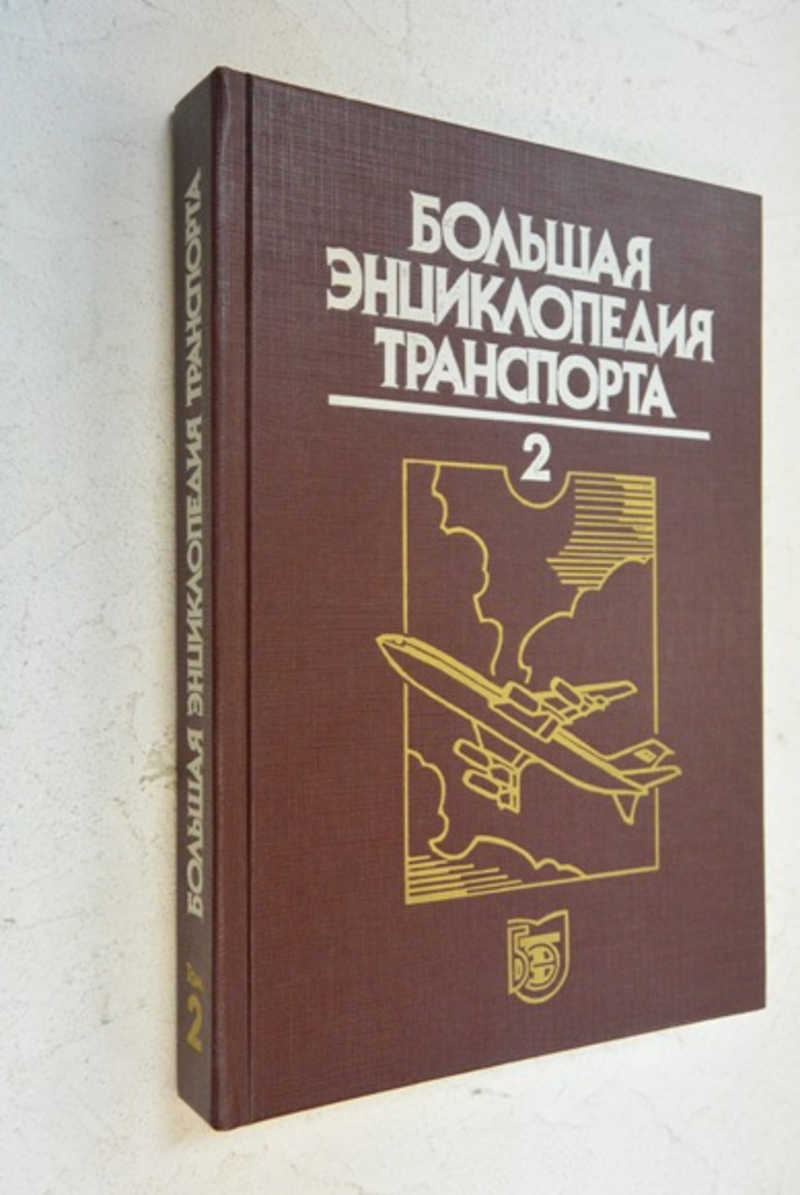 БОЛЬШАЯ
ЭНЦИКЛОПЕДИЯ
ТРАНСПОРТА
2
БОЛЬШАЯ ЭНЦИКЛОПЕДИЯ ТРАНСПОРТА
2